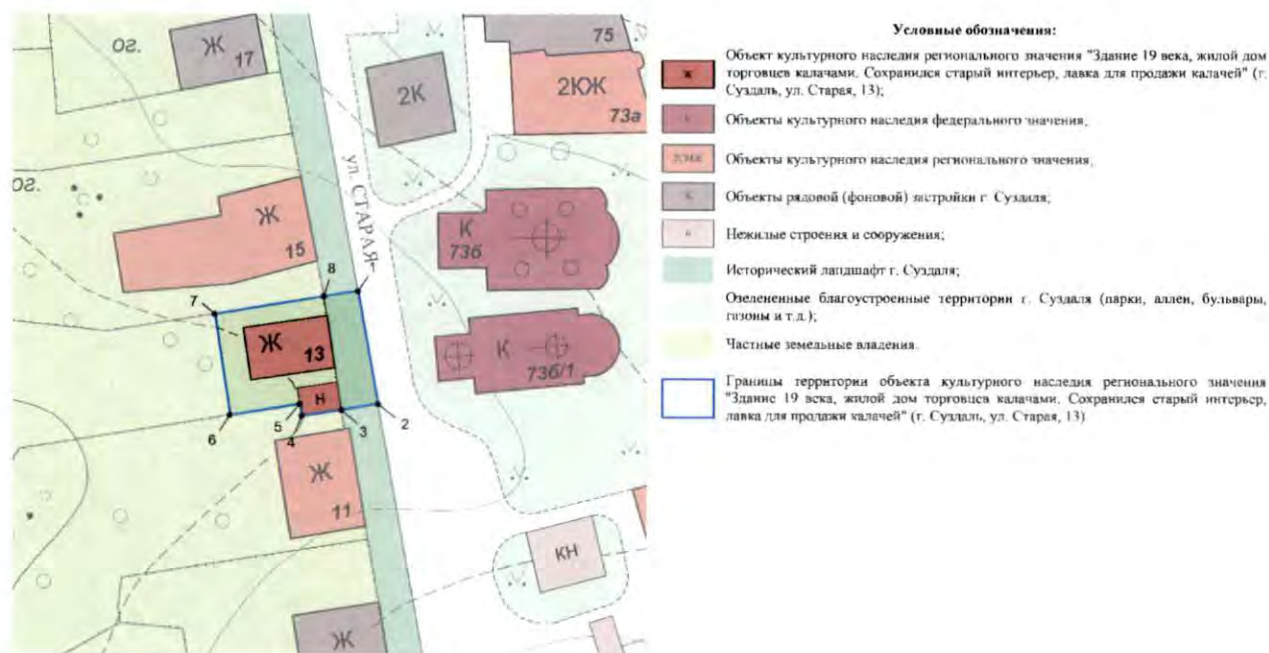 ог.
Ж
17
2К
75
2КЖ
73а
ог.
ул. СТАРАЯ
Ж
15
К
73б
8
7
Ж
13
К
73б/1
Н
6
5
4
3
2
Ж
11
КН
Ж
Условные обозначения:
Ж
Объект культурного наследия регионального значения "Здание 19 века, жилой дом
торговцев калачами. Сохранился старый интерьер, лавка для продажи калачей" (г.
Суздаль, ул. Старая, 13);
Объекты культурного наследия федерального значения;
Объекты культурного наследия регионального значения;
К
Объекты рядовой (фоновой) застройки г. Суздаля;
Нежилые строения и сооружения;
Исторический ландшафт г. Суздаля;
Озелененные благоустроенные территории г. Суздаля (парки, аллеи, бульвары,
газоны и т.д.);
Частные земельные владения.
Границы территории объекта культурного наследия регионального значения
"Здание 19 века, жилой дом торговцев калачами. Сохранился старый интерьер,
лавка для продажи калачей" (г. Суздаль, ул. Старая, 13)